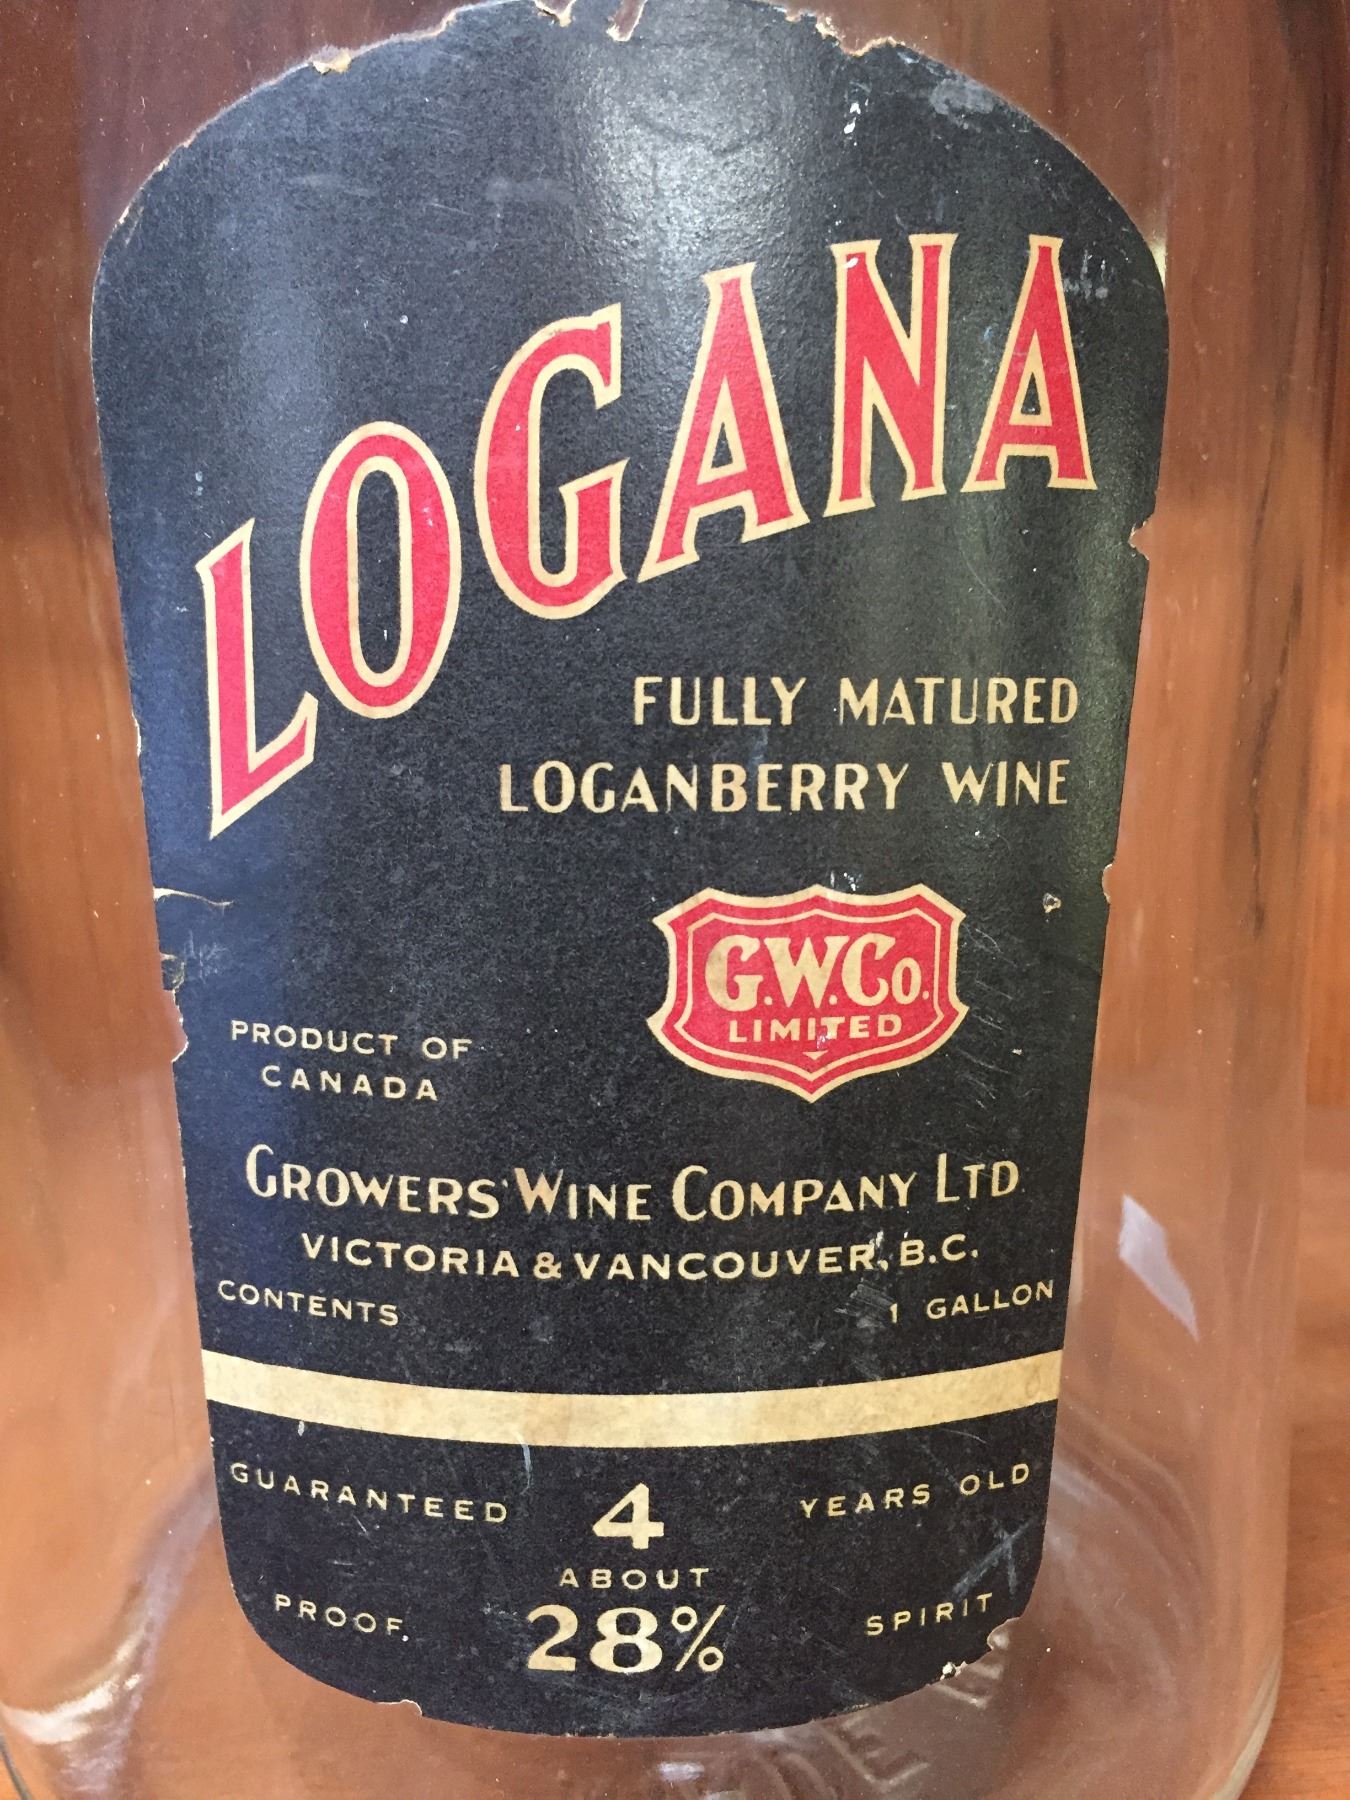 LOGANA
FULLY MATURED
LOGANBERRY WINE
G.W.Co.
LIMITED
PRODUCT OF
CANADA
GROWERS' WINE COMPANY LTD
VICTORIA & VANCOUVER, B.C.
CONTENTS 1 GALLON
GUARANTEED 4 YEARS OLD
ABOUT
PROOF. 28% SPIRIT